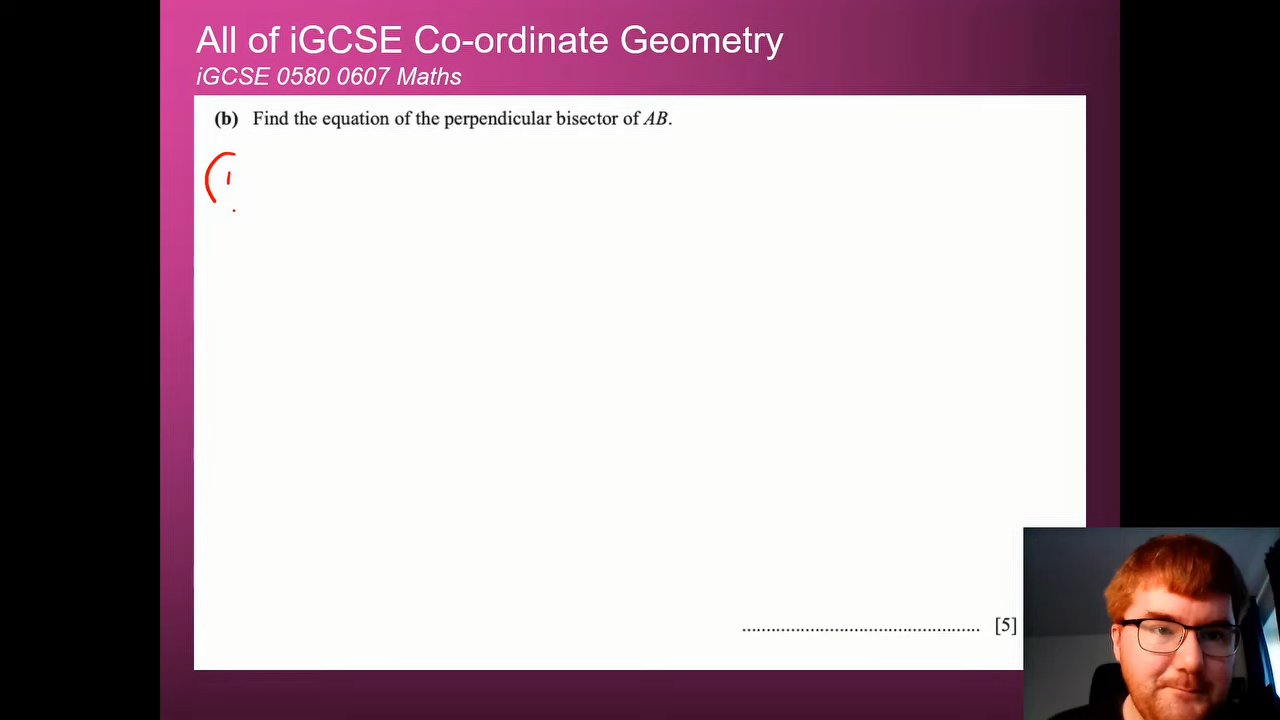 All of iGCSE Co-ordinate Geometry
iGCSE 0580 0607 Maths
(b) Find the equation of the perpendicular bisector of AB.
.................................................. [5]